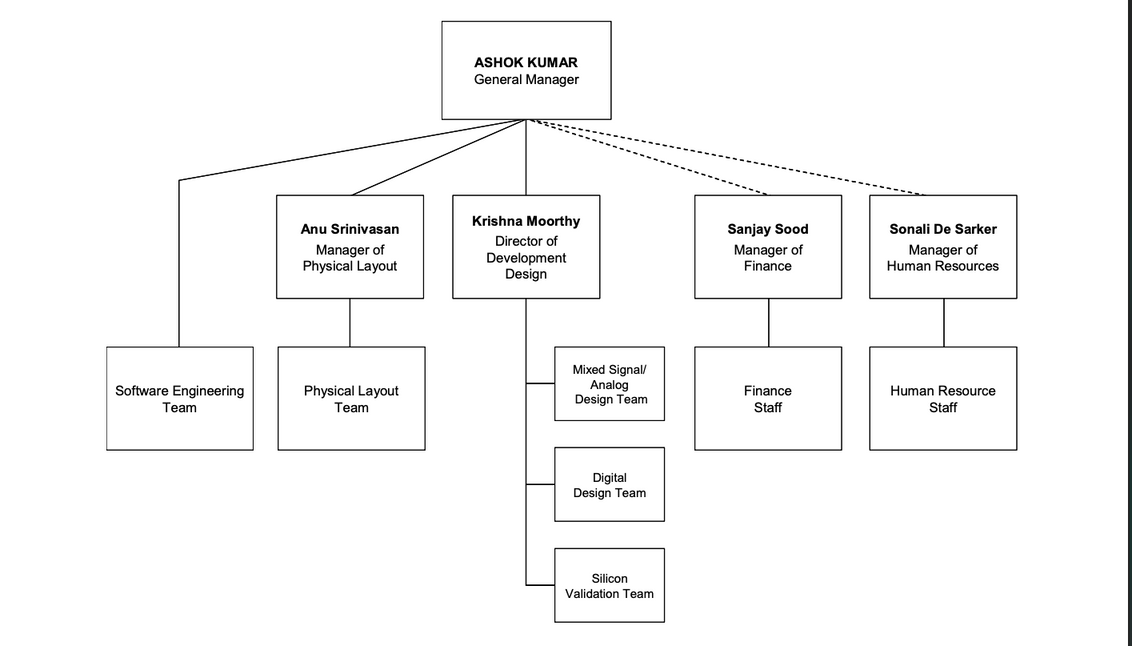 ASHOK KUMAR
General Manager
Anu Srinivasan
Manager of
Physical Layout
Krishna Moorthy
Director of
Development
Design
Sanjay Sood
Manager of
Finance
Sonali De Sarker
Manager of
Human Resources
Software Engineering
Team
Physical Layout
Team
Mixed Signal/
Analog
Design Team
Digital
Design Team
Silicon
Validation Team
Finance
Staff
Human Resource
Staff